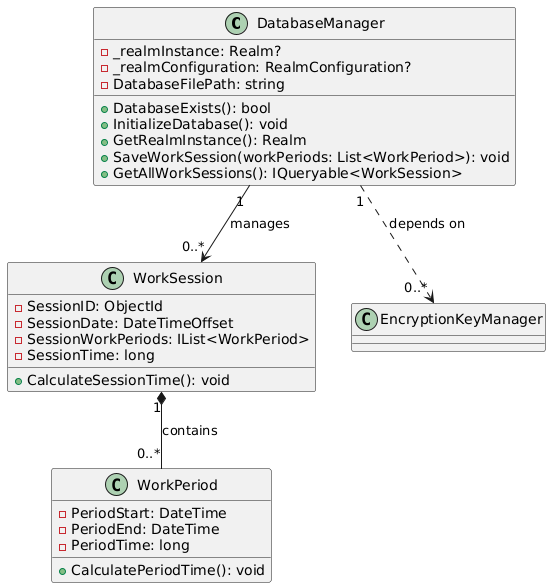 C DatabaseManager
_realmInstance: Realm?
_realmConfiguration: RealmConfiguration?
DatabaseFilePath: string
DatabaseExists(): bool
InitializeDatabase(): void
GetRealmInstance(): Realm
SaveWorkSession(workPeriods: List<WorkPeriod>): void
GetAllWorkSessions(): IQueryable<WorkSession>
1
1
manages
depends on
0..*
0..*
C WorkSession
SessionID: ObjectId
SessionDate: DateTimeOffset
SessionWorkPeriods: IList<WorkPeriod>
SessionTime: long
CalculateSessionTime(): void
C EncryptionKeyManager
1
contains
0..*
C WorkPeriod
PeriodStart: DateTime
PeriodEnd: DateTime
PeriodTime: long
CalculatePeriodTime(): void